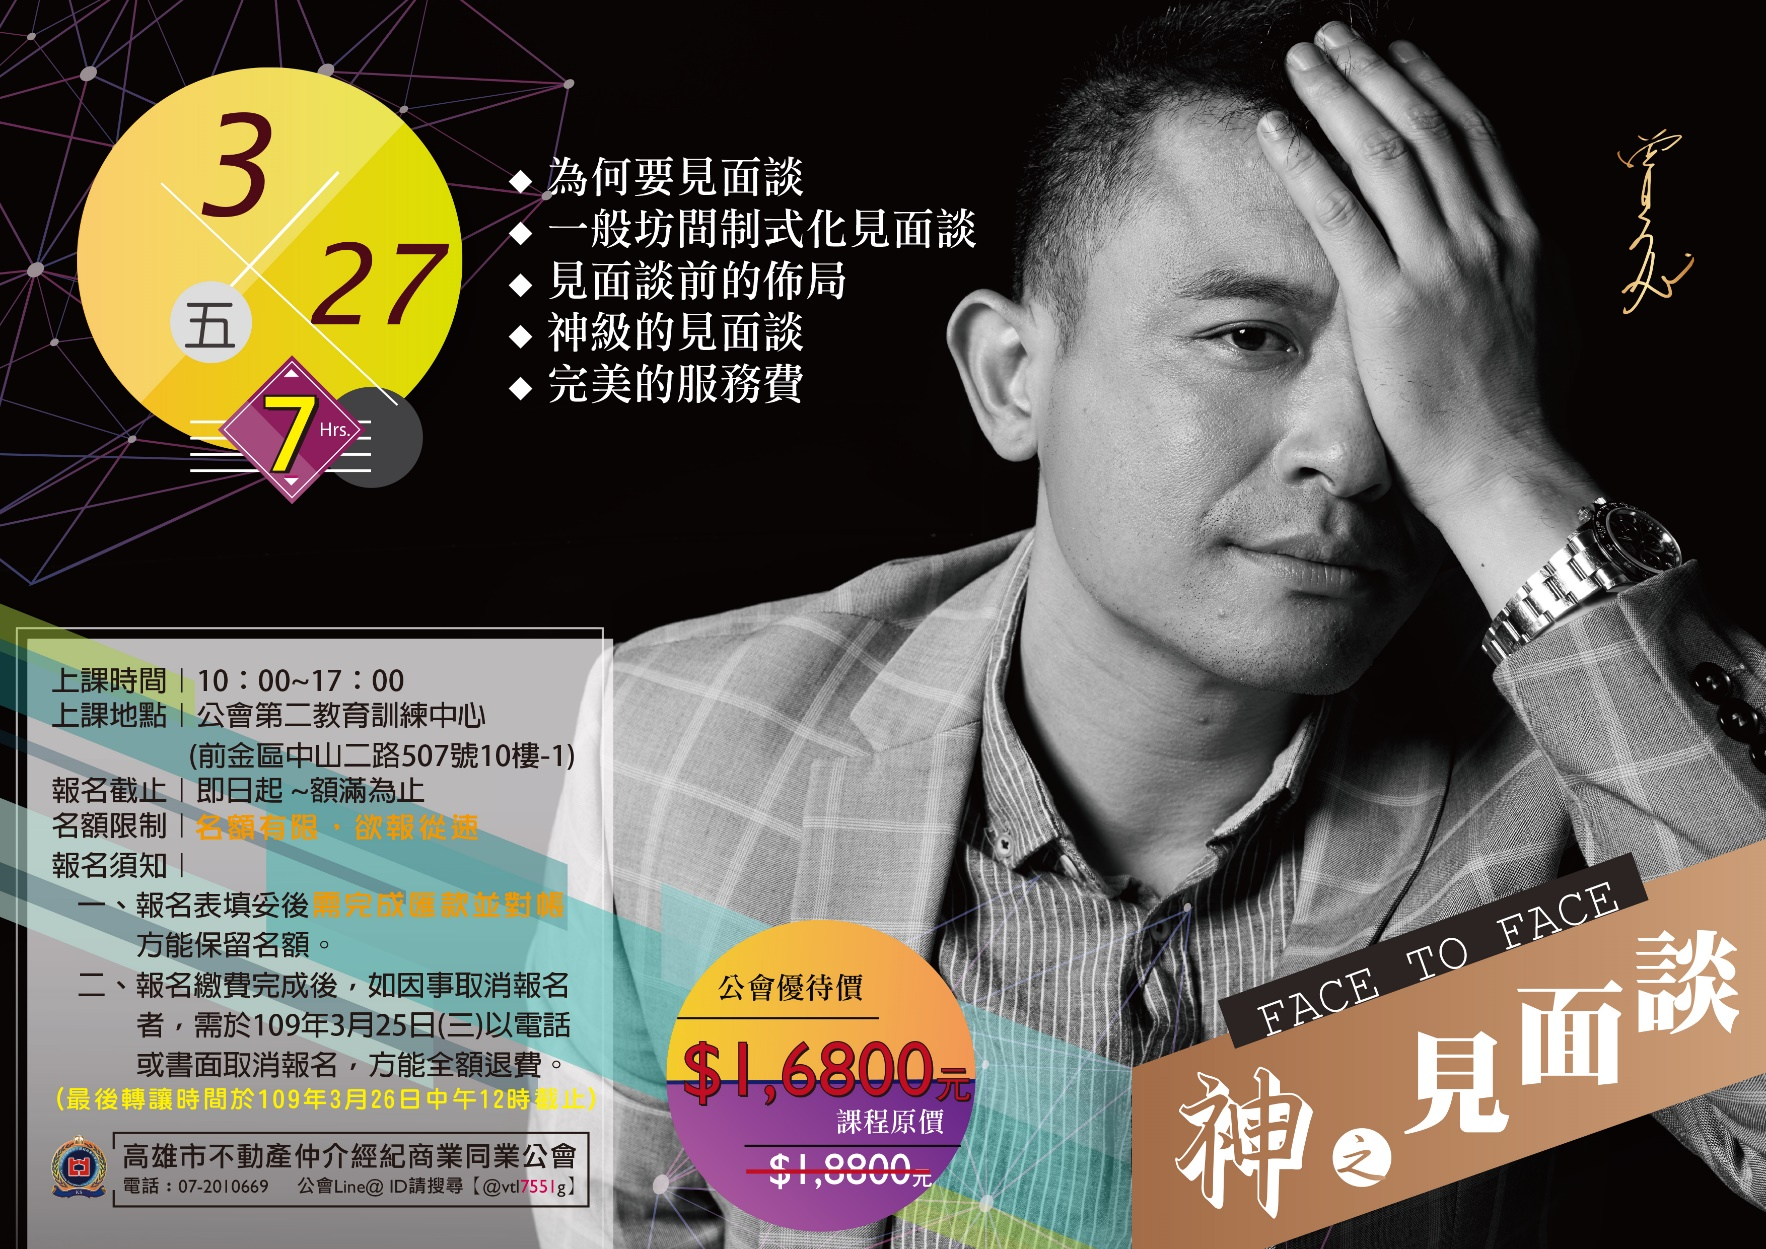 3
27
五
7 Hrs.
◆ 為何要見面談
◆ 一般坊間制式化見面談
◆ 見面談前的佈局
◆ 神級的見面談
◆ 完美的服務費
上課時間｜10：00~17：00
上課地點｜公會第二教育訓練中心
(前金區中山二路507號10樓-1)
報名截止｜即日起 ~額滿為止
名額限制｜名額有限，欲報從速
報名須知｜
一、報名表填妥後需完成匯款並對帳
方能保留名額。
二、報名繳費完成後，如因事取消報名
者，需於109年3月25日(三)以電話
或書面取消報名，方能全額退費。
(最後轉讓時間於109年3月26日中午12時截止)
高雄市不動產仲介經紀商業同業公會
電話：07-2010669 公會Line@ ID請搜尋【@vtl7551g】
公會優待價
$1,6800元
課程原價
$1,8800元
FACE TO FACE
神之見面談